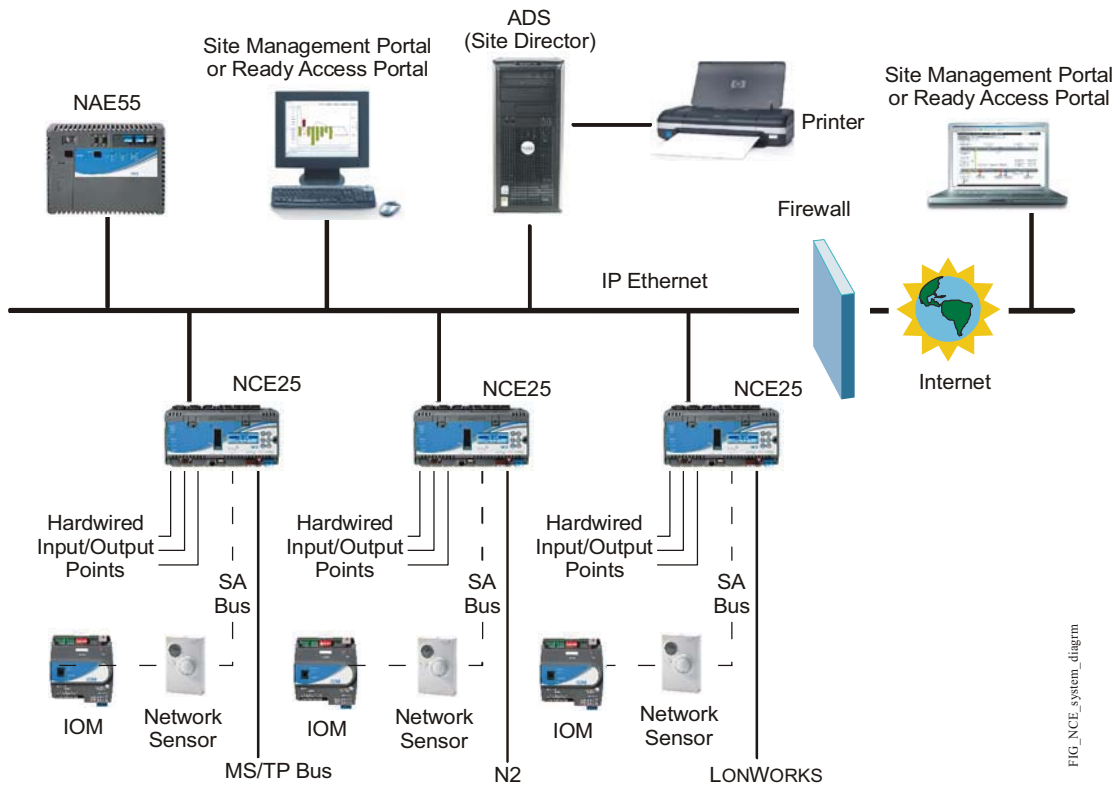 ADS
(Site Director)
Site Management Portal
or Ready Access Portal
Site Management Portal
or Ready Access Portal
NAE55
Printer
Firewall
IP Ethernet
Internet
NCE25
NCE25
NCE25
Hardwired
Input/Output
Points
Hardwired
Input/Output
Points
Hardwired
Input/Output
Points
SA
Bus
SA
Bus
SA
Bus
IOM
Network
Sensor
IOM
Network
Sensor
IOM
Network
Sensor
MS/TP Bus
N2
LONWORKS
FIG_NCE_system_diagrm